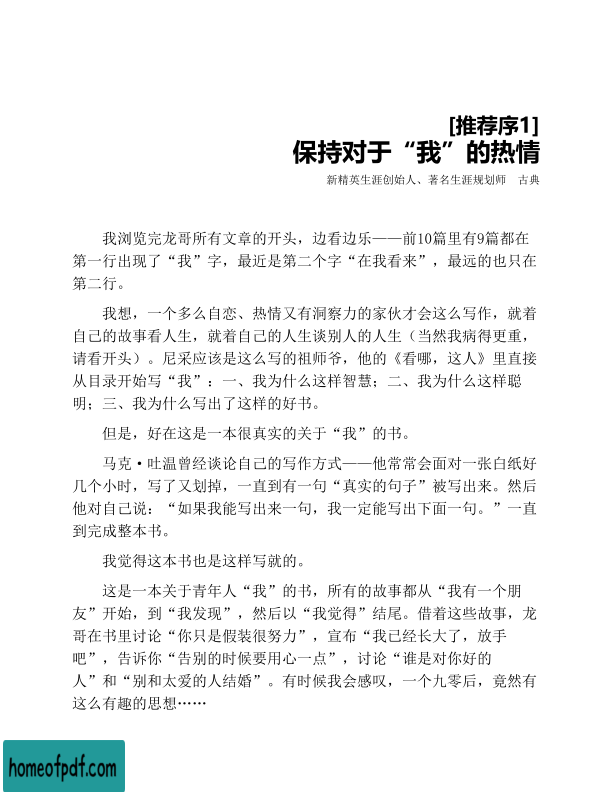 [推荐序1]
保持对于“我”的热情
新精英生涯创始人、著名生涯规划师　古典
我浏览完龙哥所有文章的开头，边看边乐——前10篇里有9篇都在
第一行出现了“我”字，最近是第二个字“在我看来”，最远的也只在
第二行。
我想，一个多么自恋、热情又有洞察力的家伙才会这么写作，就着
自己的故事看人生，就着自己的人生谈别人的人生（当然我病得更重，
请看开头）。尼采应该是这么写的祖师爷，他的《看哪，这人》里直接
从目录开始写“我”：一、我为什么这样智慧；二、我为什么这样聪
明；三、我为什么写出了这样的好书。
但是，好在这是一本很真实的关于“我”的书。
马克·吐温曾经谈论自己的写作方式——他常常会面对一张白纸好
几个小时，写了又划掉，一直到有一句“真实的句子”被写出来。然后
他对自己说：“如果我能写出来一句，我一定能写出下面一句。”一直
到完成整本书。
我觉得这本书也是这样写就的。
这是一本关于青年人“我”的书，所有的故事都从“我有一个朋
友”开始，到“我发现”，然后以“我觉得”结尾。借着这些故事，龙
哥在书里讨论“你只是假装很努力”，宣布“我已经长大了，放手
吧”，告诉你“告别的时候要用心一点”，讨论“谁是对你好的
人”和“别和太爱的人结婚”。有时候我会感叹，一个九零后，竟然有
这么有趣的思想……
homeofpdf.com